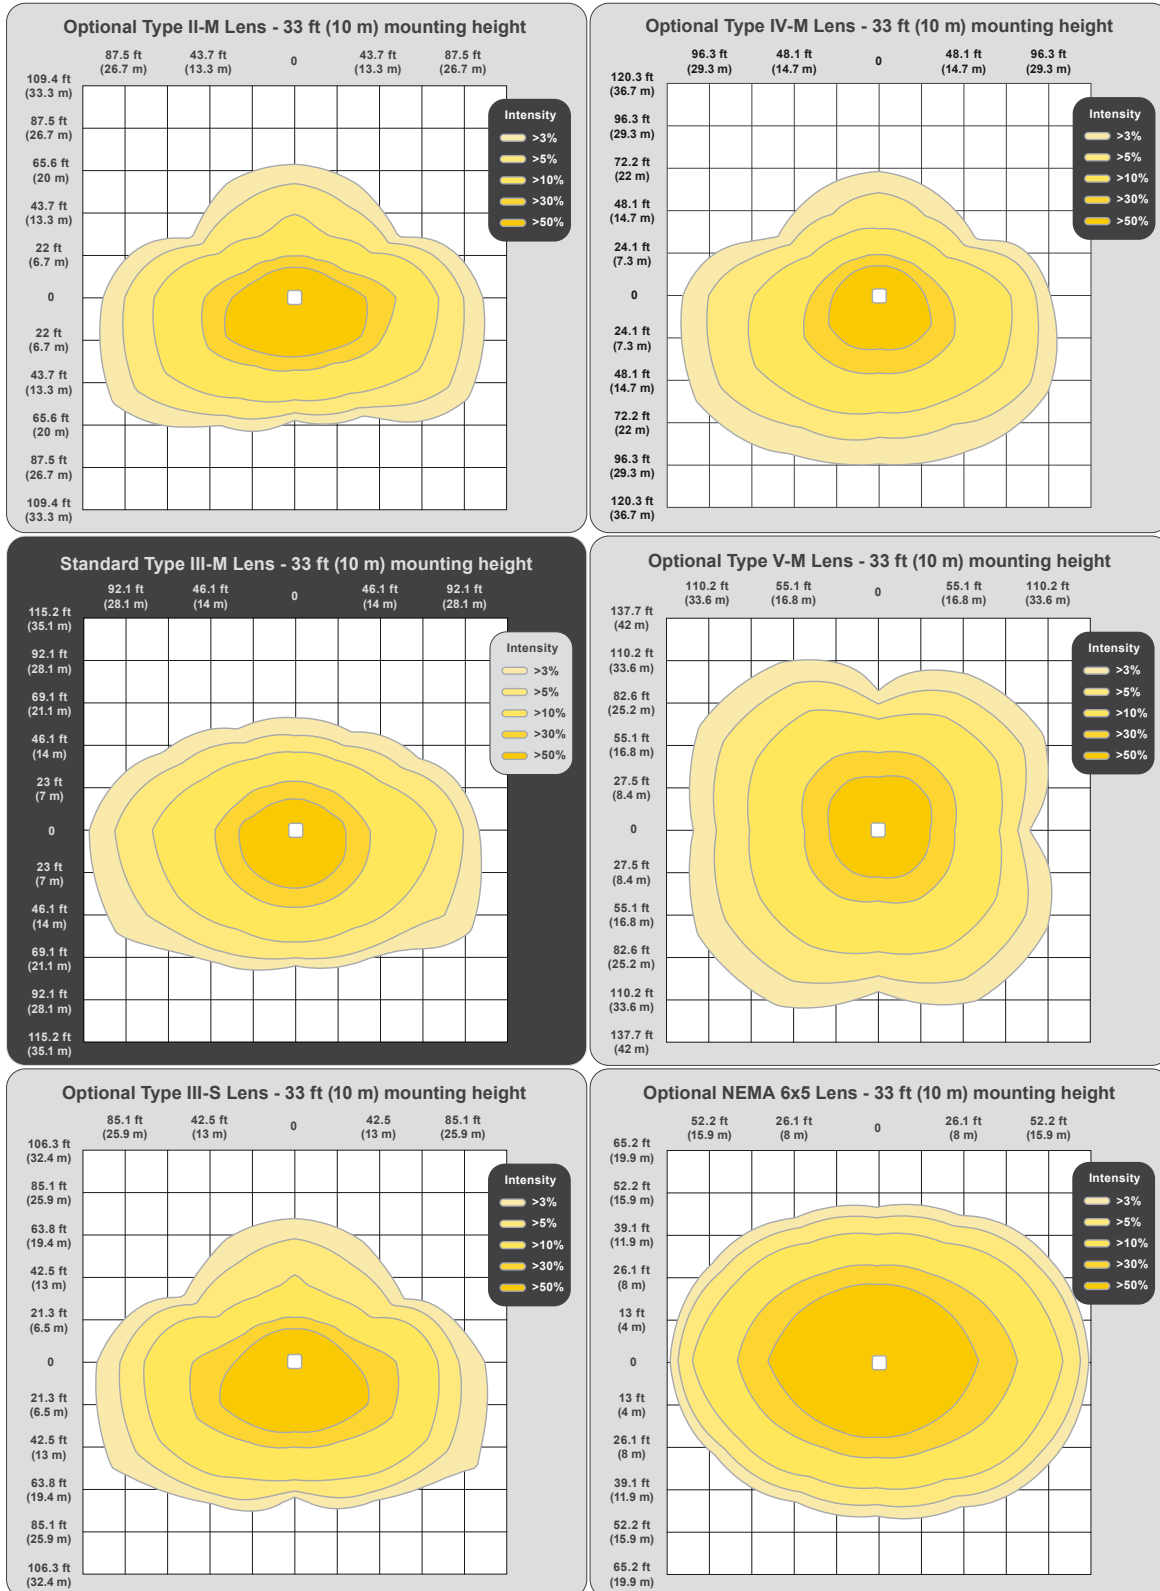 Optional Type II-M Lens - 33 ft (10 m) mounting height
87.5 ft 43.7 ft 0 43.7 ft 87.5 ft
(26.7 m) (13.3 m) (13.3 m) (26.7 m)
109.4 ft
(33.3 m)
87.5 ft
(26.7 m)
65.6 ft
(20 m)
43.7 ft
(13.3 m)
22 ft
(6.7 m)
0
22 ft
(6.7 m)
43.7 ft
(13.3 m)
65.6 ft
(20 m)
87.5 ft
(26.7 m)
109.4 ft
(33.3 m)
Intensity
>3%
>5%
>10%
>30%
>50%
Optional Type IV-M Lens - 33 ft (10 m) mounting height
96.3 ft 48.1 ft 0 48.1 ft 96.3 ft
(29.3 m) (14.7 m) (14.7 m) (29.3 m)
120.3 ft
(36.7 m)
96.3 ft
(29.3 m)
72.2 ft
(22 m)
48.1 ft
(14.7 m)
24.1 ft
(7.3 m)
0
24.1 ft
(7.3 m)
48.1 ft
(14.7 m)
72.2 ft
(22 m)
96.3 ft
(29.3 m)
120.3 ft
(36.7 m)
Intensity
>3%
>5%
>10%
>30%
>50%
Standard Type III-M Lens - 33 ft (10 m) mounting height
92.1 ft 46.1 ft 0 46.1 ft 92.1 ft
(28.1 m) (14 m) (14 m) (28.1 m)
115.2 ft
(35.1 m)
92.1 ft
(28.1 m)
69.1 ft
(21.1 m)
46.1 ft
(14 m)
23 ft
(7 m)
0
23 ft
(7 m)
46.1 ft
(14 m)
69.1 ft
(21.1 m)
92.1 ft
(28.1 m)
115.2 ft
(35.1 m)
Intensity
>3%
>5%
>10%
>30%
>50%
Optional Type V-M Lens - 33 ft (10 m) mounting height
110.2 ft 55.1 ft 0 55.1 ft 110.2 ft
(33.6 m) (16.8 m) (16.8 m) (33.6 m)
137.7 ft
(42 m)
110.2 ft
(33.6 m)
82.6 ft
(25.2 m)
55.1 ft
(16.8 m)
27.5 ft
(8.4 m)
0
27.5 ft
(8.4 m)
55.1 ft
(16.8 m)
82.6 ft
(25.2 m)
110.2 ft
(33.6 m)
137.7 ft
(42 m)
Intensity
>3%
>5%
>10%
>30%
>50%
Optional Type III-S Lens - 33 ft (10 m) mounting height
85.1 ft 42.5 ft 0 42.5 85.1 ft
(25.9 m) (13 m) (13 m) (25.9 m)
106.3 ft
(32.4 m)
85.1 ft
(25.9 m)
63.8 ft
(19.4 m)
42.5 ft
(13 m)
21.3 ft
(6.5 m)
0
21.3 ft
(6.5 m)
42.5 ft
(13 m)
63.8 ft
(19.4 m)
85.1 ft
(25.9 m)
106.3 ft
(32.4 m)
Intensity
>3%
>5%
>10%
>30%
>50%
Optional NEMA 6x5 Lens - 33 ft (10 m) mounting height
52.2 ft 26.1 ft 0 26.1 ft 52.2 ft
(15.9 m) (8 m) (8 m) (15.9 m)
65.2 ft
(19.9 m)
52.2 ft
(15.9 m)
39.1 ft
(11.9 m)
26.1 ft
(8 m)
13 ft
(4 m)
0
13 ft
(4 m)
26.1 ft
(8 m)
39.1 ft
(11.9 m)
52.2 ft
(15.9 m)
65.2 ft
(19.9 m)
Intensity
>3%
>5%
>10%
>30%
>50%